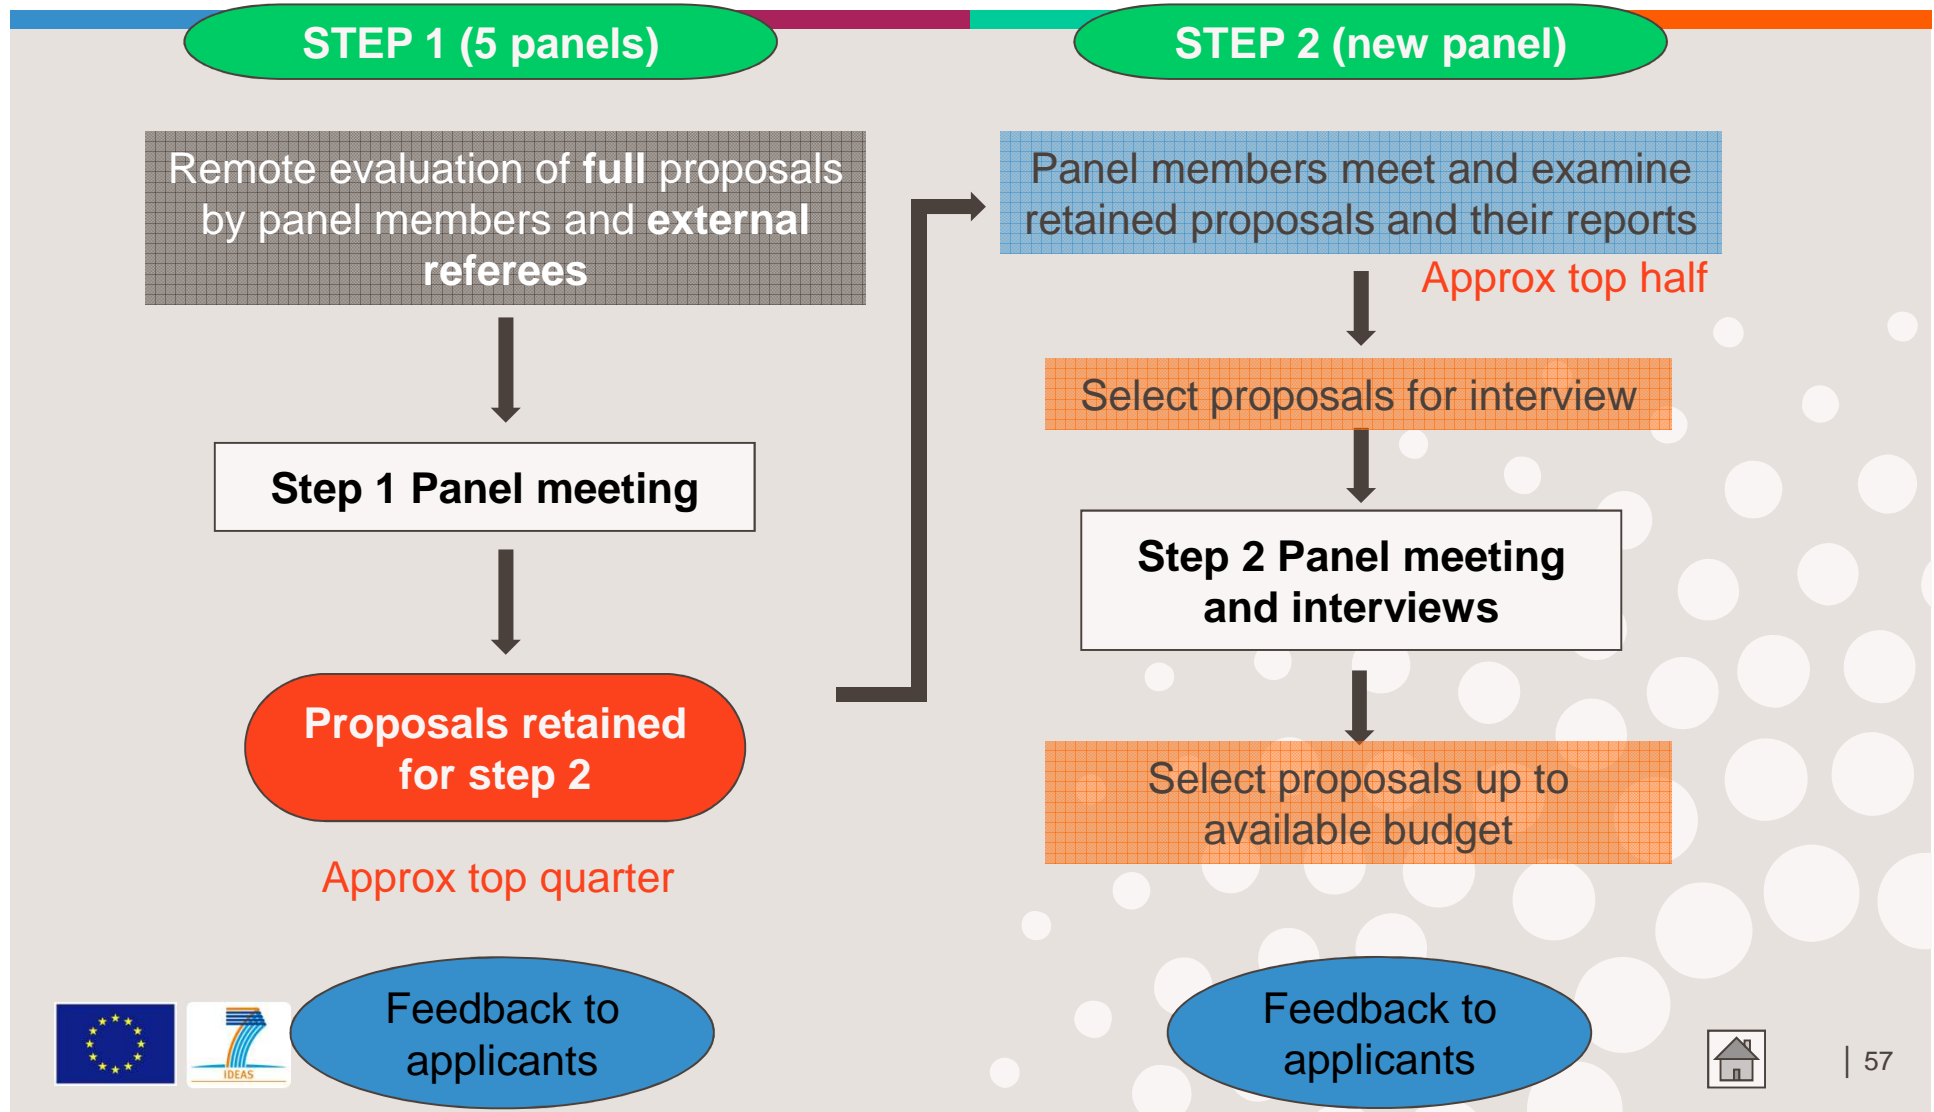 STEP 1 (5 panels)
Remote evaluation of full proposals
by panel members and external
referees
Step 1 Panel meeting
Proposals retained
for step 2
Approx top quarter
Feedback to
applicants
IDEAS
STEP 2 (new panel)
Panel members meet and examine
retained proposals and their reports
Approx top half
Select proposals for interview
Step 2 Panel meeting
and interviews
Select proposals up to
available budget
Feedback to
applicants
| 57